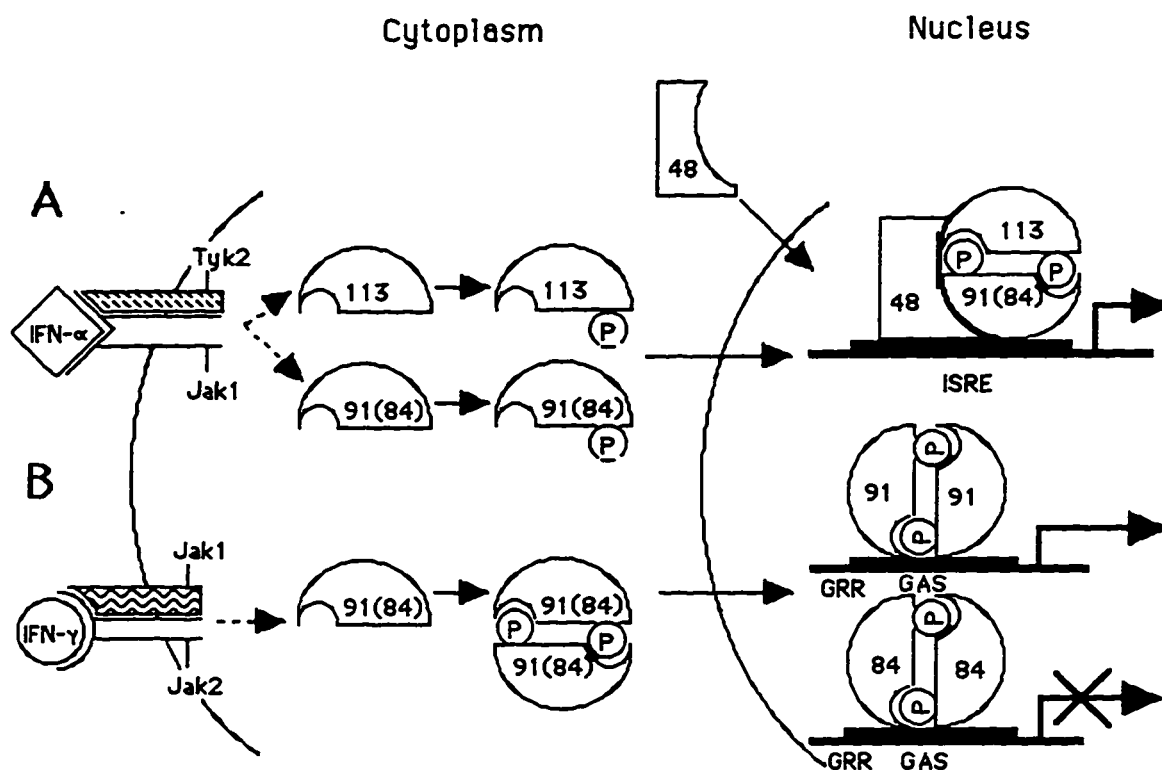 Cytoplasm
Nucleus
48
A
Tyk2
IFN-α
Jak1
113
113
P
91(84)
91(84)
P
113
P
P
91(84)
48
ISRE
B
Jak1
IFN-γ
Jak2
91(84)
91(84)
P
P
91(84)
P
91
91
P
GRR
GAS
P
84
84
P
GRR
GAS